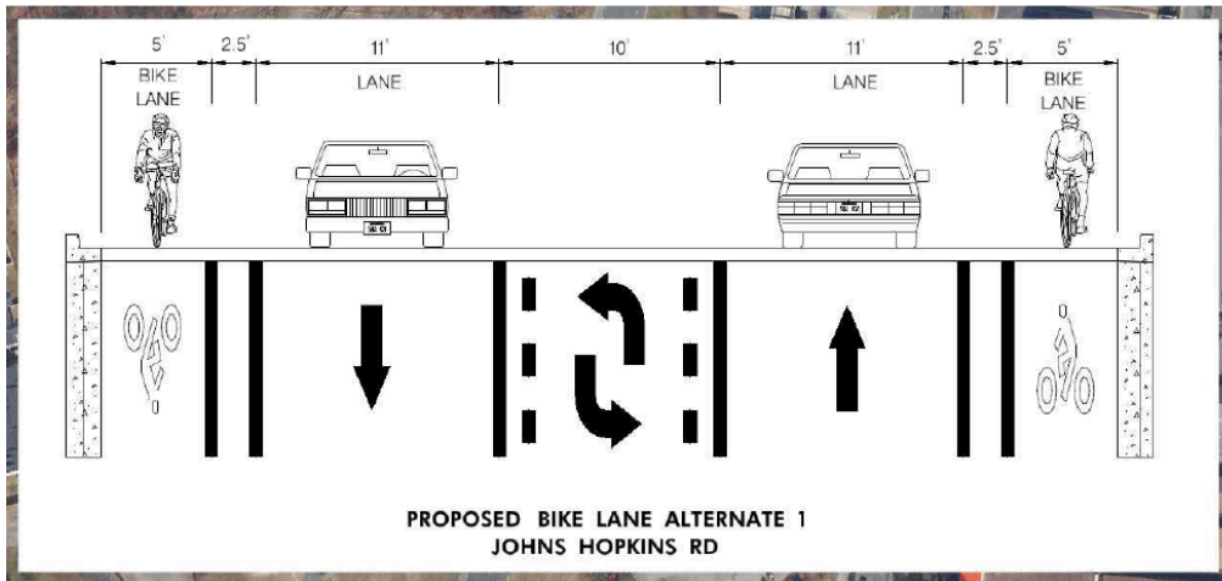 5' 2.5' 11' 10' 11' 2.5' 5'
BIKE LANE LANE LANE BIKE LANE
PROPOSED BIKE LANE ALTERNATE 1
JOHNS HOPKINS RD